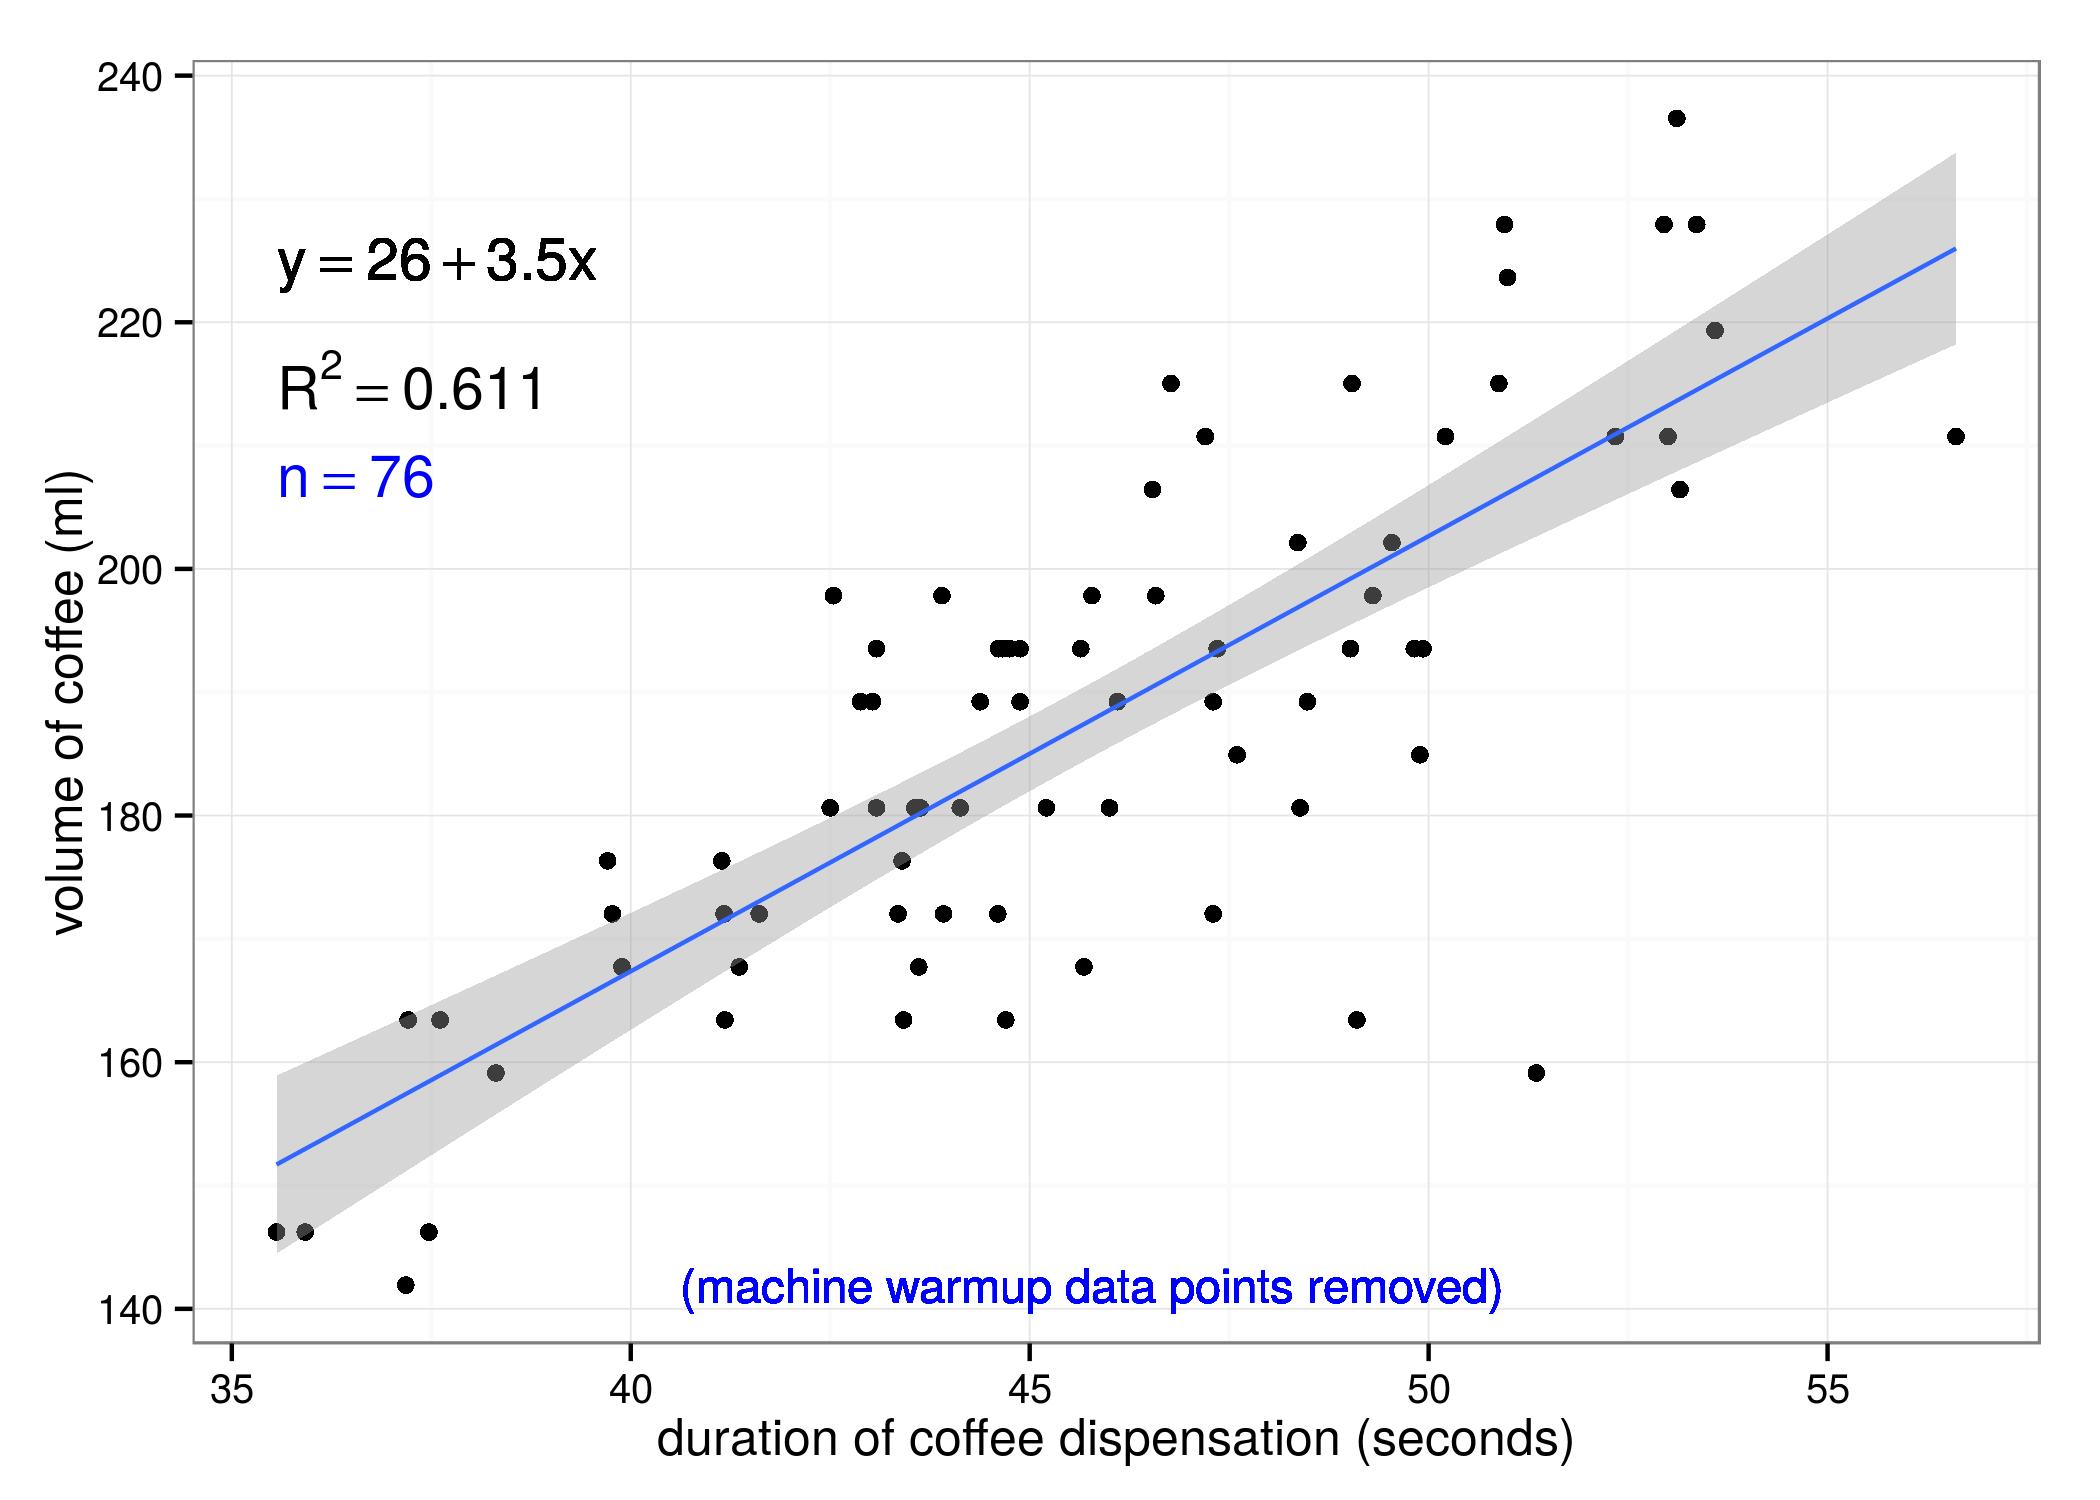 240
220
200
180
160
140
volume of coffee (ml)
y = 26 + 3.5x
R² = 0.611
n = 76
(machine warmup data points removed)
35 40 45 50 55
duration of coffee dispensation (seconds)